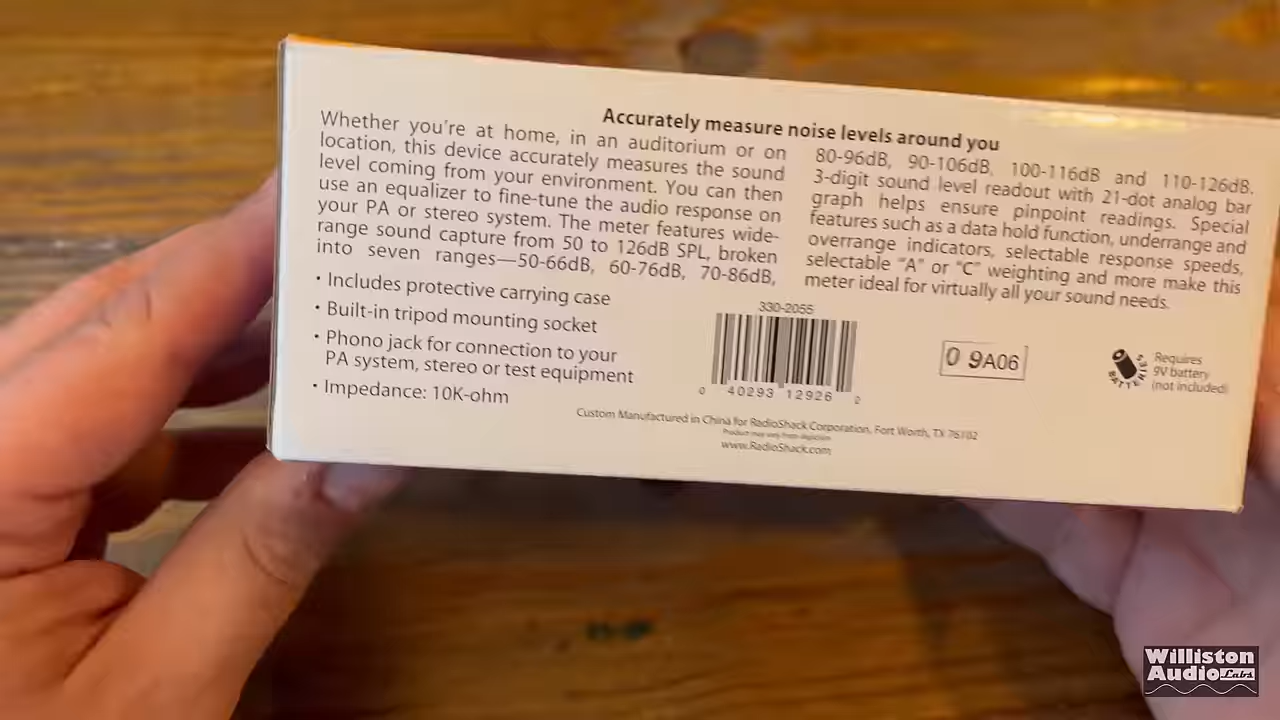 Accurately measure noise levels around you
Whether you're at home, in an auditorium or on
location, this device accurately measures the sound
level coming from your environment. You can then
use an equalizer to fine-tune the audio response on
your PA or stereo system. The meter features wide-
range sound capture from 50 to 126dB SPL, broken
into seven ranges—50-66dB, 60-76dB, 70-86dB,
80-96dB, 90-106dB, 100-116dB and 110-126dB.
3-digit sound level readout with 21-dot analog bar
graph helps ensure pinpoint readings. Special
features such as a data hold function, underrange and
overrange indicators, selectable response speeds,
selectable "A" or "C" weighting and more make this
meter ideal for virtually all your sound needs.
• Includes protective carrying case
• Built-in tripod mounting socket
• Phono jack for connection to your
PA system, stereo or test equipment
• Impedance: 10K-ohm
330-2055
0 40293 12926 2
0 9A06
BATTERIES
Requires
9V battery
(not included)
Custom Manufactured in China for RadioShack Corporation, Fort Worth, TX 76102
Product may vary from depiction
www.RadioShack.com
Williston
Audio Labs